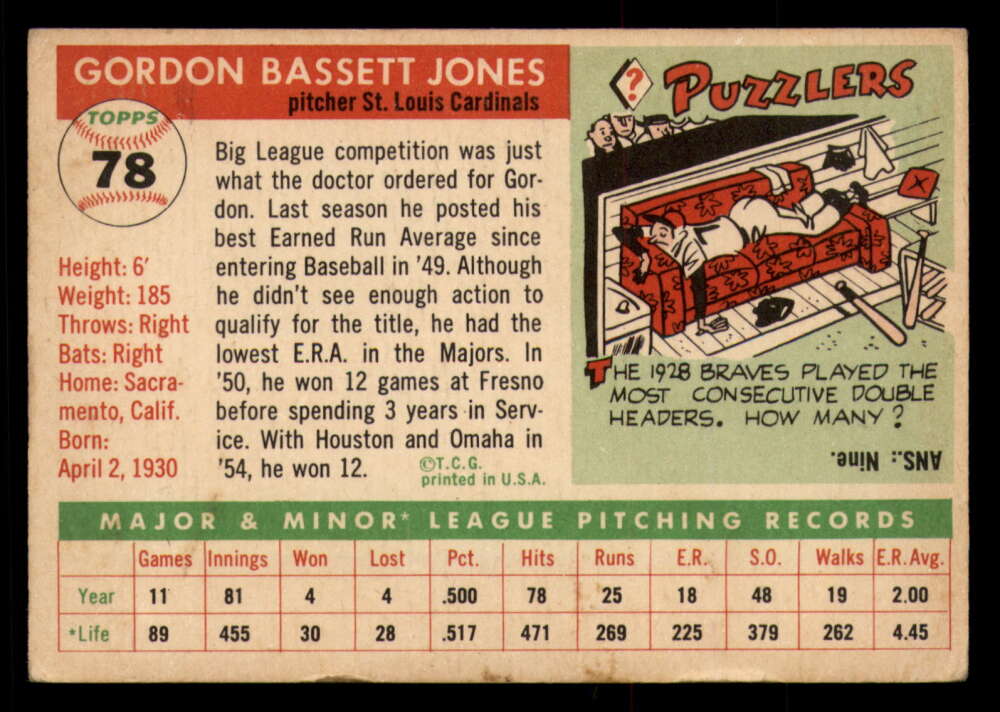 GORDON BASSETT JONES
pitcher St. Louis Cardinals
TOPPS
78
Big League competition was just
what the doctor ordered for Gor-
don. Last season he posted his
best Earned Run Average since
entering Baseball in '49. Although
he didn't see enough action to
qualify for the title, he had the
lowest E.R.A. in the Majors. In
'50, he won 12 games at Fresno
before spending 3 years in Serv-
ice. With Houston and Omaha in
'54, he won 12.
©T.C.G.
printed in U.S.A.
Height: 6'
Weight: 185
Throws: Right
Bats: Right
Home: Sacra-
mento, Calif.
Born:
April 2, 1930
? PUZZLERS
THE 1928 BRAVES PLAYED THE
MOST CONSECUTIVE DOUBLE
HEADERS. HOW MANY?
ANS.: Nine.
MAJOR & MINOR* LEAGUE PITCHING RECORDS
Games Innings Won Lost Pct. Hits Runs E.R. S.O. Walks E.R. Avg.
Year 11 81 4 4 .500 78 25 18 48 19 2.00
*Life 89 455 30 28 .517 471 269 225 379 262 4.45